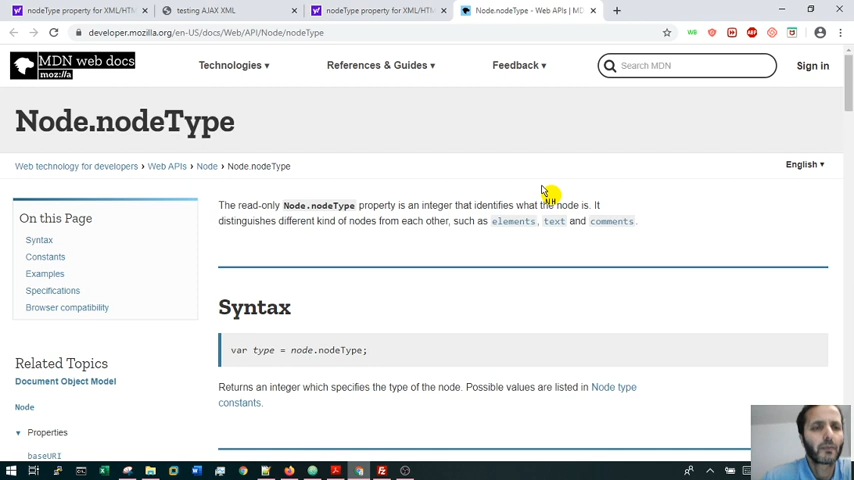 nodeType property for XML/HTM
testing AJAX XML
nodeType property for XML/HTM
Node.nodeType - Web APIs | MD
developer.mozilla.org/en-US/docs/Web/API/Node/nodeType
MDN web docs
moz://a
Technologies ▾
References & Guides ▾
Feedback ▾
Search MDN
Sign in
Node.nodeType
Web technology for developers › Web APIs › Node › Node.nodeType
English ▾
On this Page
Syntax
Constants
Examples
Specifications
Browser compatibility
Related Topics
Document Object Model
Node
▼ Properties
baseURI
The read-only Node.nodeType property is an integer that identifies what the node is. It
distinguishes different kind of nodes from each other, such as elements, text and comments.
NH
Syntax
var type = node.nodeType;
Returns an integer which specifies the type of the node. Possible values are listed in Node type
constants.